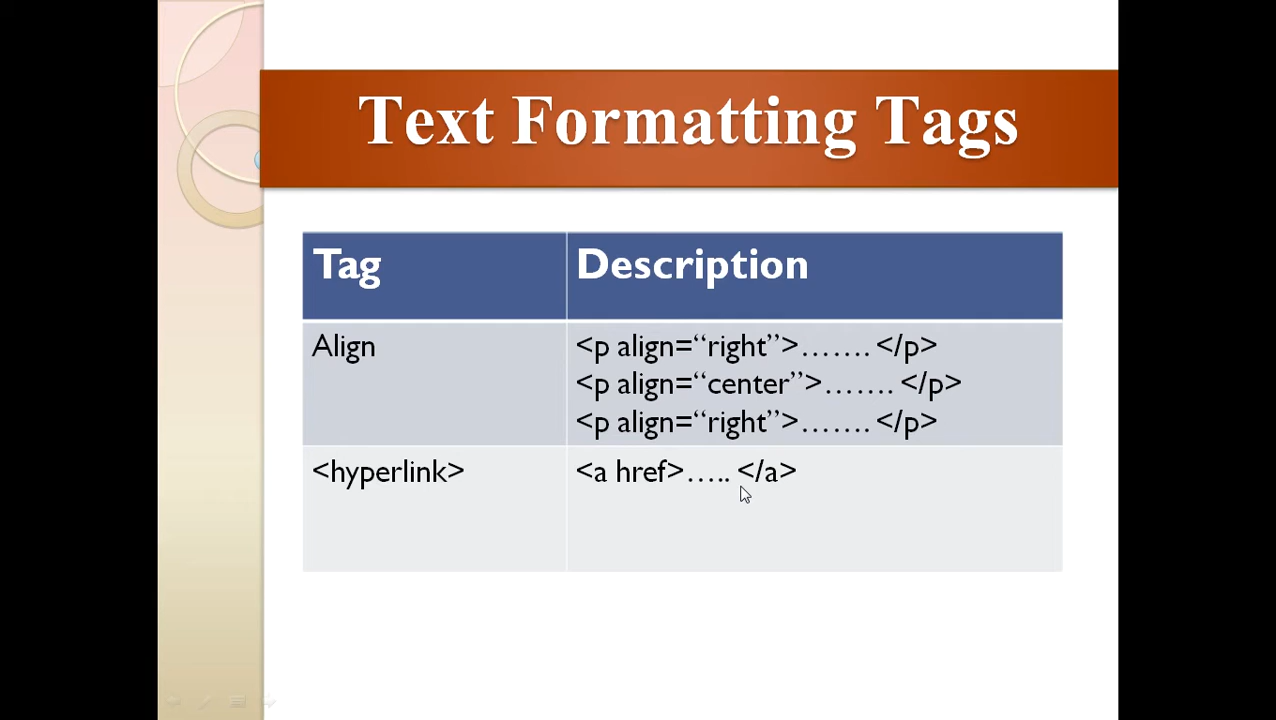 Text Formatting Tags
Tag
Description
Align
<p align=“right”>……. </p>
<p align=“center”>……. </p>
<p align=“right”>……. </p>
<hyperlink>
<a href>….. </a>